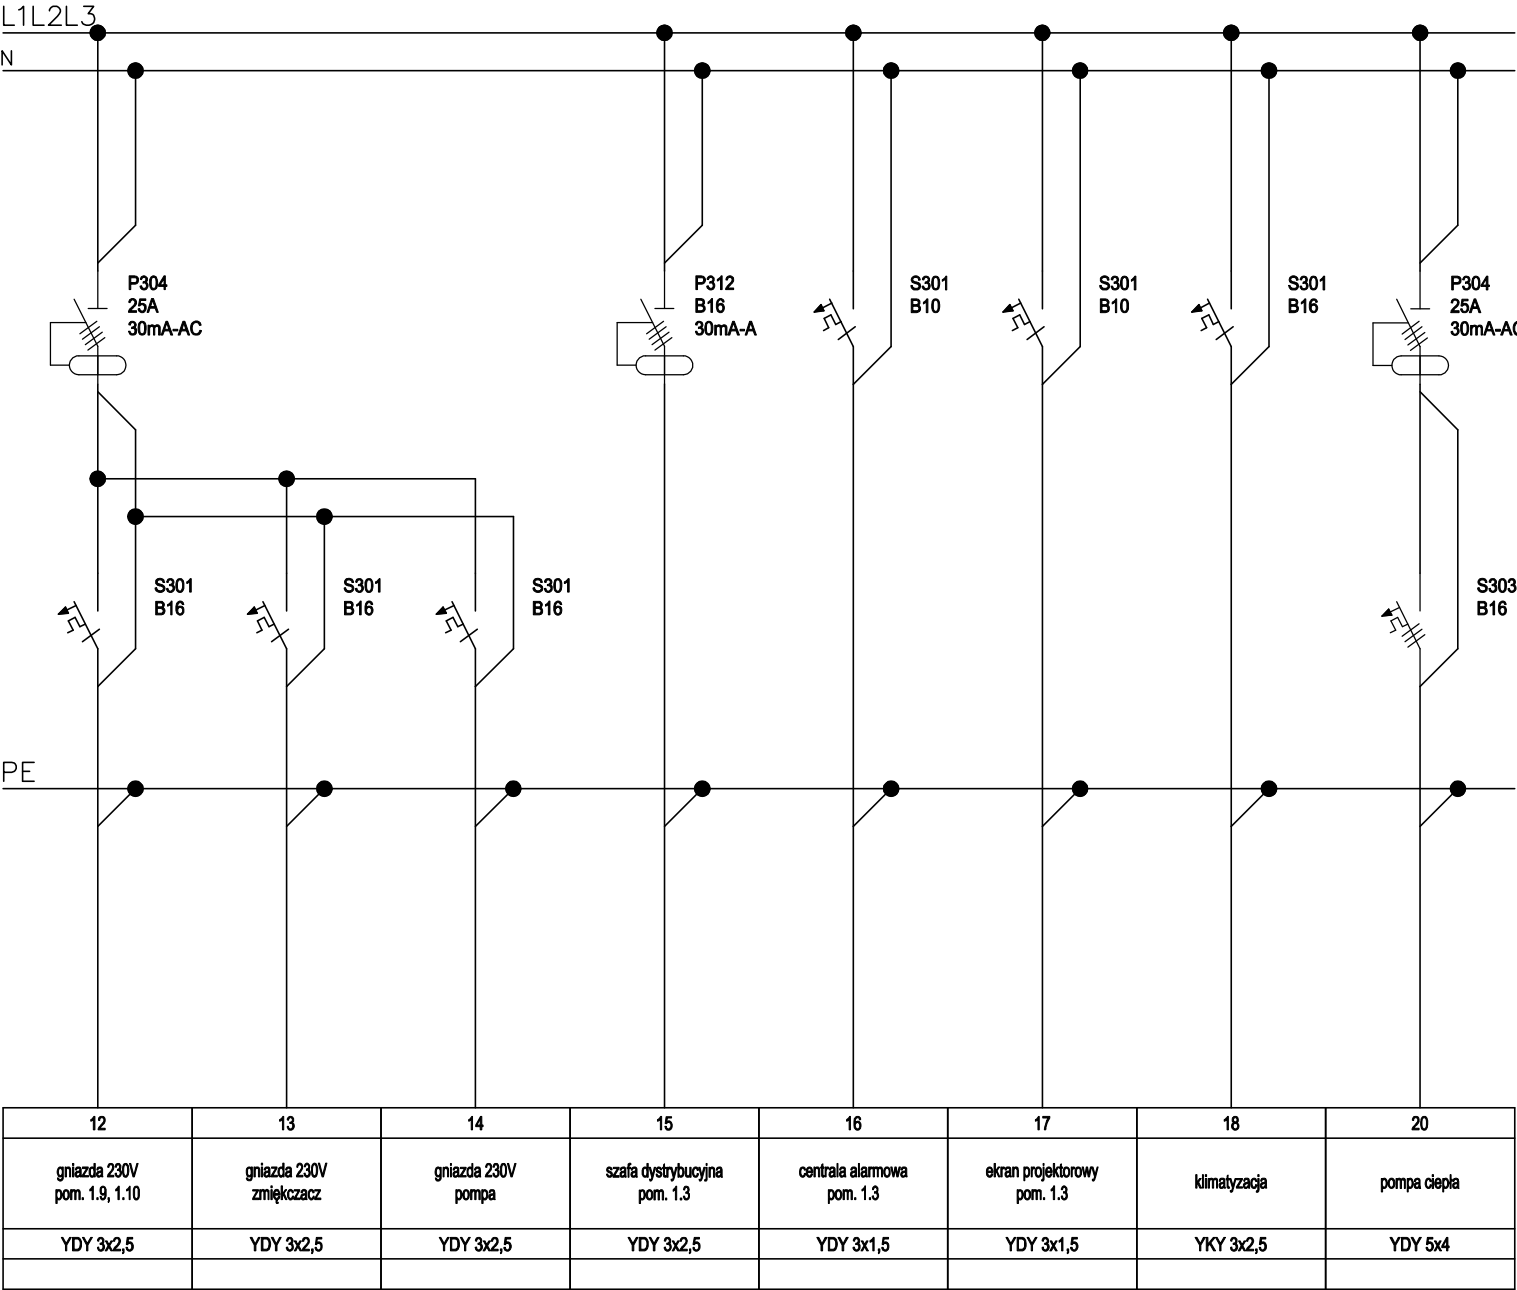 L1L2L3
N
P304
25A
30mA-AC
P312
B16
30mA-A
S301
B10
S301
B10
S301
B16
P304
25A
30mA-AC
S301
B16
S301
B16
S301
B16
S303
B16
PE
12 13 14 15 16 17 18 20
gniazda 230V
pom. 1.9, 1.10
gniazda 230V
zmiękczacz
gniazda 230V
pompa
szafa dystrybucyjna
pom. 1.3
centrala alarmowa
pom. 1.3
ekran projektorowy
pom. 1.3
klimatyzacja
pompa ciepła
YDY 3x2,5 YDY 3x2,5 YDY 3x2,5 YDY 3x2,5 YDY 3x1,5 YDY 3x1,5 YKY 3x2,5 YDY 5x4